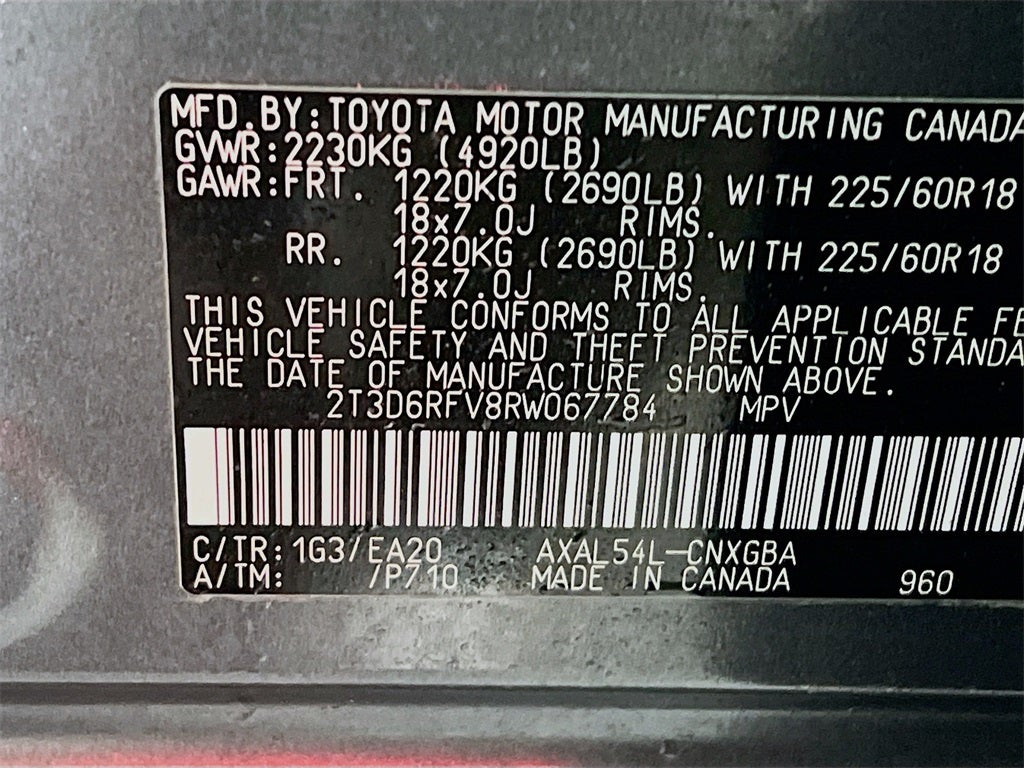 MFD.BY:TOYOTA MOTOR MANUFACTURING CANADA
GVWR:2230KG (4920LB)
GAWR:FRT. 1220KG (2690LB) WITH 225/60R18
18x7.0J RIMS.
RR. 1220KG (2690LB) WITH 225/60R18
18x7.0J RIMS.
THIS VEHICLE CONFORMS TO ALL APPLICABLE FE
VEHICLE SAFETY AND THEFT PREVENTION STANDA
THE DATE OF MANUFACTURE SHOWN ABOVE.
2T3D6RFV8RW067784 MPV
C/TR:1G3/EA20 AXAL54L-CNXGBA
A/TM: /P710 MADE IN CANADA 960